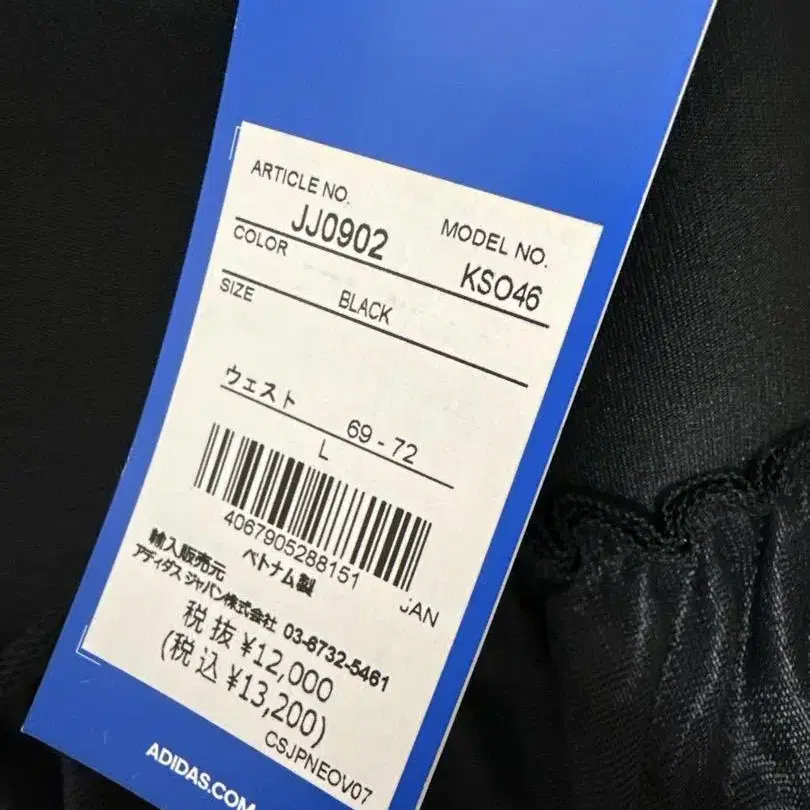 ARTICLE NO.
JJ0902
MODEL NO.
KSO46
COLOR
BLACK
SIZE
ウェスト 69 - 72
L
4067905288151
JAN
ベトナム製
輸入販売元
アディダス ジャパン株式会社 03-6732-5461
税抜 ¥12,000
(税込 ¥13,200)
CSJPNEOV07
ADIDAS.COM